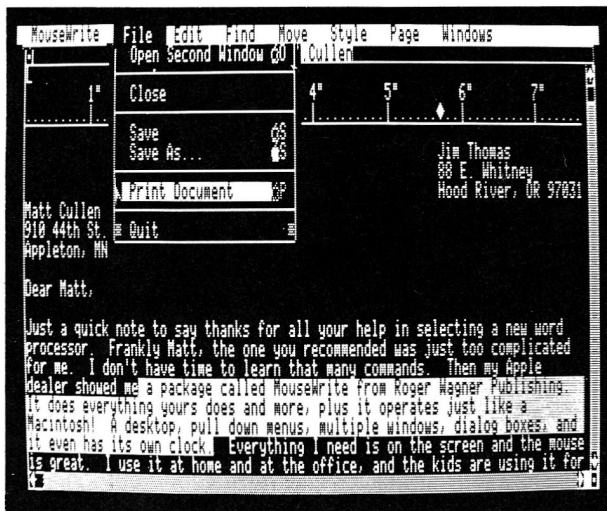 MouseWrite File Edit Find Move Style Page Windows
Open Second Window O .Cullen
1" Close 4" 5" 6" 7"
Save S
Save As... S Jim Thomas
88 E. Whitney
Print Document P Hood River, OR 97031
Matt Cullen
910 44th St. Quit
Appleton, MN
Dear Matt,
Just a quick note to say thanks for all your help in selecting a new word
processor. Frankly Matt, the one you recommended was just too complicated
for me. I don't have time to learn that many commands. Then my Apple
dealer showed me a package called MouseWrite from Roger Wagner Publishing.
It does everything yours does and more, plus it operates just like a
Macintosh! A desktop, pull down menus, multiple windows, dialog boxes, and
it even has its own clock. Everything I need is on the screen and the mouse
is great. I use it at home and at the office, and the kids are using it for